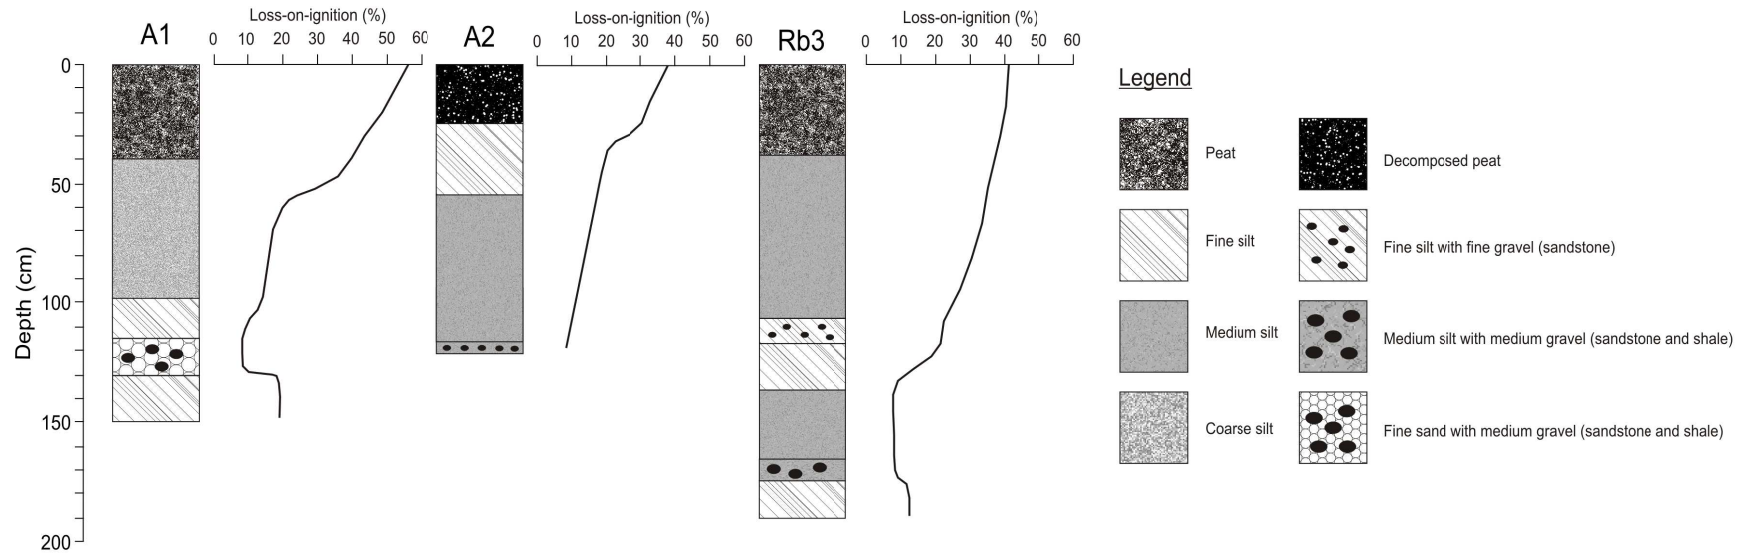 Loss-on-ignition (%)
Loss-on-ignition (%)
Loss-on-ignition (%)
A1
0 10 20 30 40 50 60
A2
0 10 20 30 40 50 60
Rb3
0 10 20 30 40 50 60
Depth (cm)
0
50
100
150
200
Legend
Peat
Decomposed peat
Fine silt
Fine silt with fine gravel (sandstone)
Medium silt
Medium silt with medium gravel (sandstone and shale)
Coarse silt
Fine sand with medium gravel (sandstone and shale)